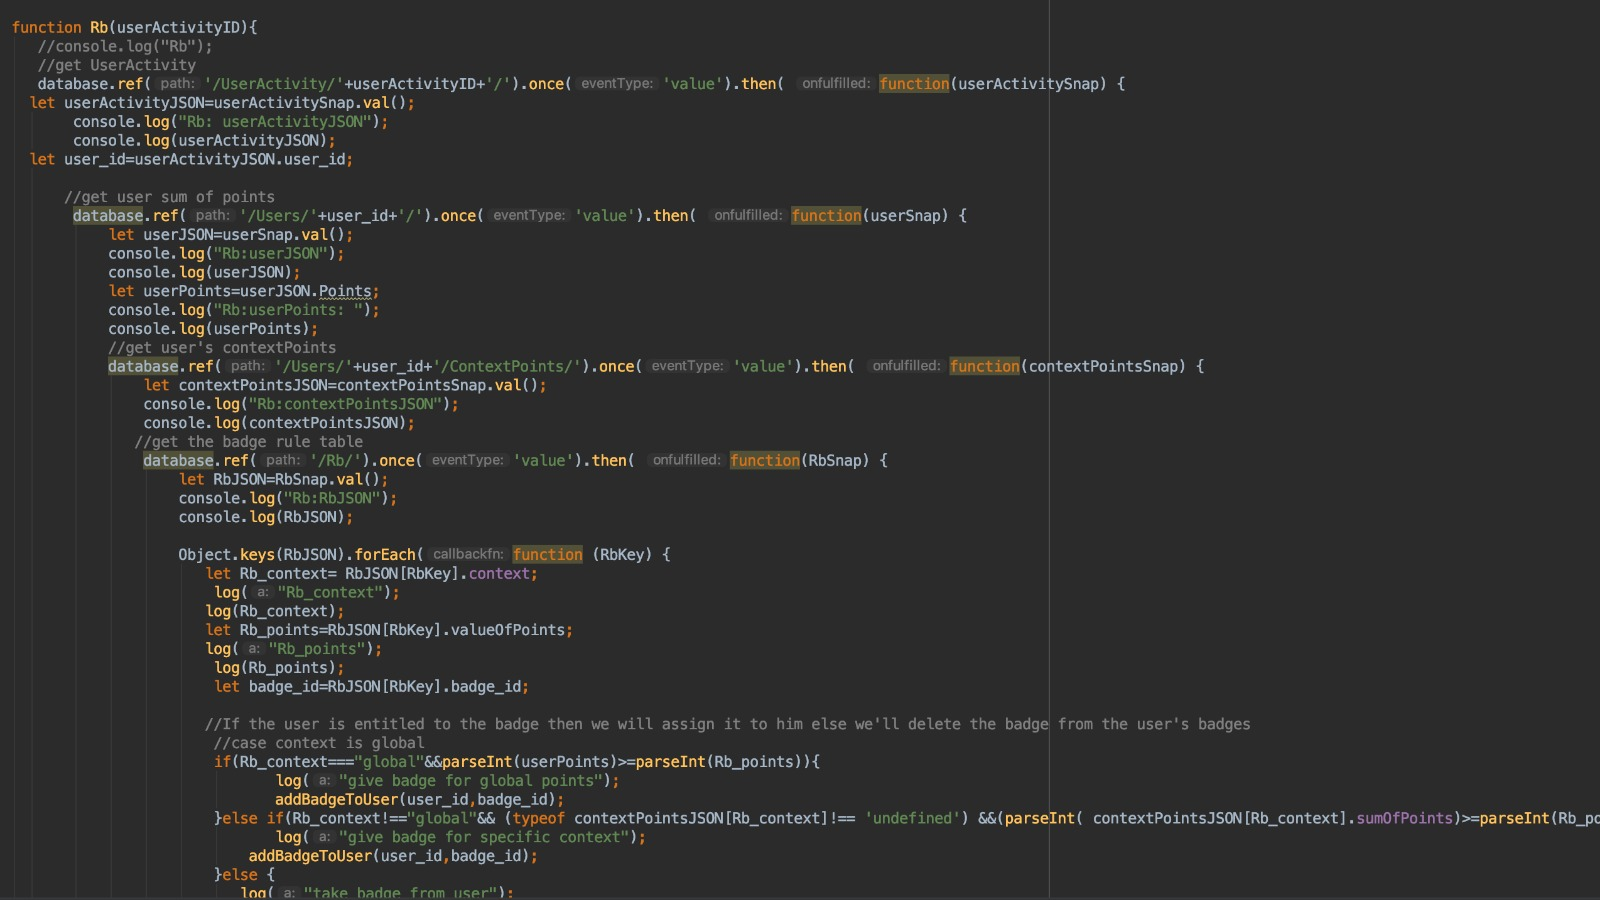 function Rb(userActivityID){
//console.log("Rb");
//get UserActivity
database.ref( path: '/UserActivity/'+userActivityID+'/').once( eventType: 'value').then( onfulfilled: function(userActivitySnap) {
let userActivityJSON=userActivitySnap.val();
console.log("Rb: userActivityJSON");
console.log(userActivityJSON);
let user_id=userActivityJSON.user_id;
//get user sum of points
database.ref( path: '/Users/'+user_id+'/').once( eventType: 'value').then( onfulfilled: function(userSnap) {
let userJSON=userSnap.val();
console.log("Rb:userJSON");
console.log(userJSON);
let userPoints=userJSON.Points;
console.log("Rb:userPoints: ");
console.log(userPoints);
//get user's contextPoints
database.ref( path: '/Users/'+user_id+'/ContextPoints/').once( eventType: 'value').then( onfulfilled: function(contextPointsSnap) {
let contextPointsJSON=contextPointsSnap.val();
console.log("Rb:contextPointsJSON");
console.log(contextPointsJSON);
//get the badge rule table
database.ref( path: '/Rb/').once( eventType: 'value').then( onfulfilled: function(RbSnap) {
let RbJSON=RbSnap.val();
console.log("Rb:RbJSON");
console.log(RbJSON);
Object.keys(RbJSON).forEach( callbackfn: function (RbKey) {
let Rb_context= RbJSON[RbKey].context;
log( a: "Rb_context");
log(Rb_context);
let Rb_points=RbJSON[RbKey].valueOfPoints;
log( a: "Rb_points");
log(Rb_points);
let badge_id=RbJSON[RbKey].badge_id;
//If the user is entitled to the badge then we will assign it to him else we'll delete the badge from the user's badges
//case context is global
if(Rb_context==="global"&&parseInt(userPoints)>=parseInt(Rb_points)){
log( a: "give badge for global points");
addBadgeToUser(user_id,badge_id);
}else if(Rb_context!=="global"&& (typeof contextPointsJSON[Rb_context]!== 'undefined') &&(parseInt( contextPointsJSON[Rb_context].sumOfPoints)>=parseInt(Rb_po
log( a: "give badge for specific context");
addBadgeToUser(user_id,badge_id);
}else {
log( a: "take badge from user");